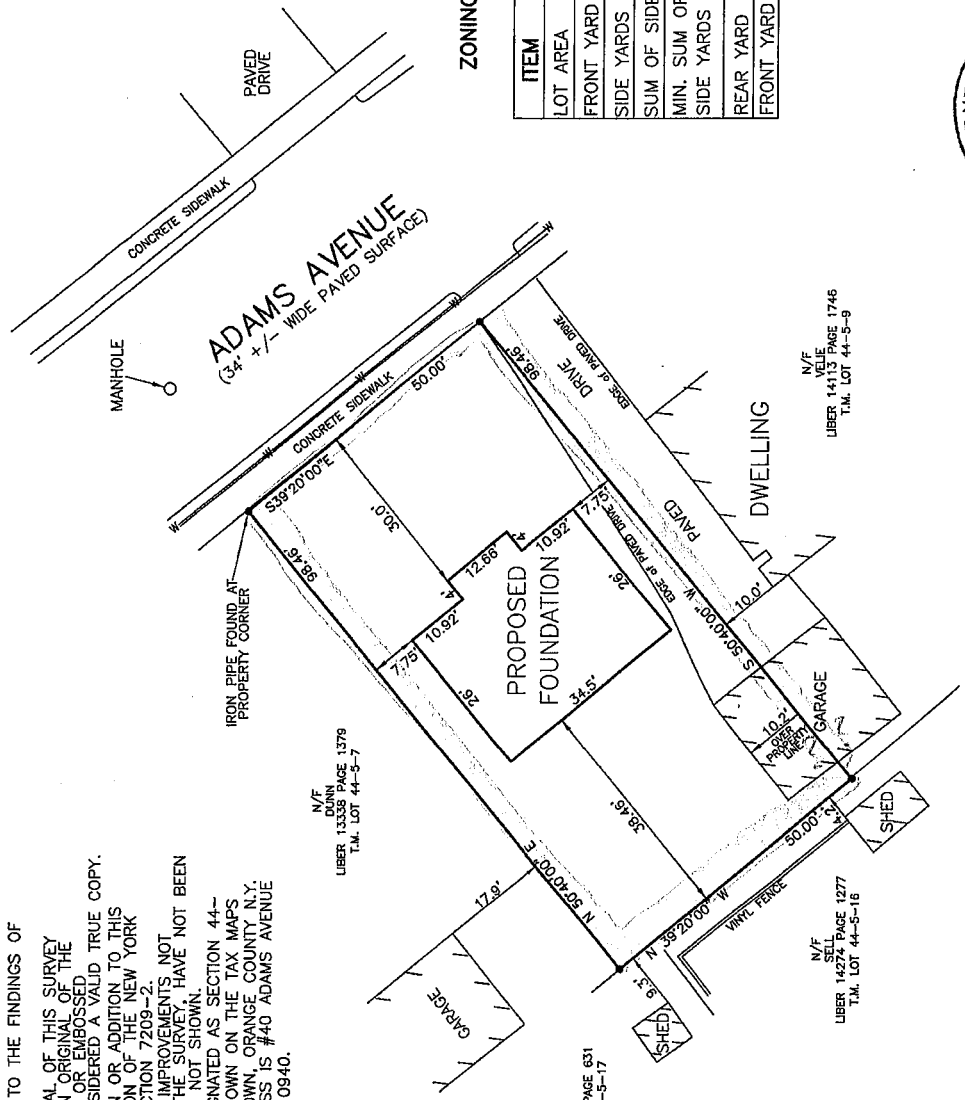 TO THE FINDINGS OF
AL OF THIS SURVEY
N ORIGINAL OF THE
OR EMBOSSED
SIDERED A VALID TRUE COPY.
N OR ADDITION TO THIS
ON OF THE NEW YORK
CTION 7209-2.
IMPROVEMENTS NOT
THE SURVEY, HAVE NOT BEEN
NOT SHOWN.
GNATED AS SECTION 44-
OWN ON THE TAX MAPS
OWN, ORANGE COUNTY N.Y.
SS IS #40 ADAMS AVENUE
0940.
PAVED
DRIVE
CONCRETE SIDEWALK
MANHOLE
ADAMS AVENUE
(34' +/- WIDE PAVED SURFACE)
W
W
W
W
W
CONCRETE SIDEWALK
S39°20'00"E
50.00'
IRON PIPE FOUND AT
PROPERTY CORNER
98.46'
30.0'
98.46'
PAVED DRIVE
EDGE of PAVED DRIVE
EDGE of PAVED DRIVE
7.75'
10.92'
4'
12.66'
4'
10.92'
7.75'
26'
26'
34.5'
PROPOSED
FOUNDATION
38.46'
S 50°40'00" W
10.0'
N 50°40'00" E
17.9'
GARAGE
GARAGE
10.2'
OVER
PROPERTY
LINE
DWELLING
N/F
DUNN
LIBER 13338 PAGE 1379
T.M. LOT 44-5-7
N/F
VELIE
LIBER 14113 PAGE 1746
T.M. LOT 44-5-9
N 39°20'00" W
50.00'
4.2'
9.3'
SHED
SHED
VINYL FENCE
N/F
SELL
LIBER 14274 PAGE 1277
T.M. LOT 44-5-16
PAGE 631
-5-17
ZONING
ITEM
LOT AREA
FRONT YARD
SIDE YARDS
SUM OF SIDE
MIN. SUM OF
SIDE YARDS
REAR YARD
FRONT YARD